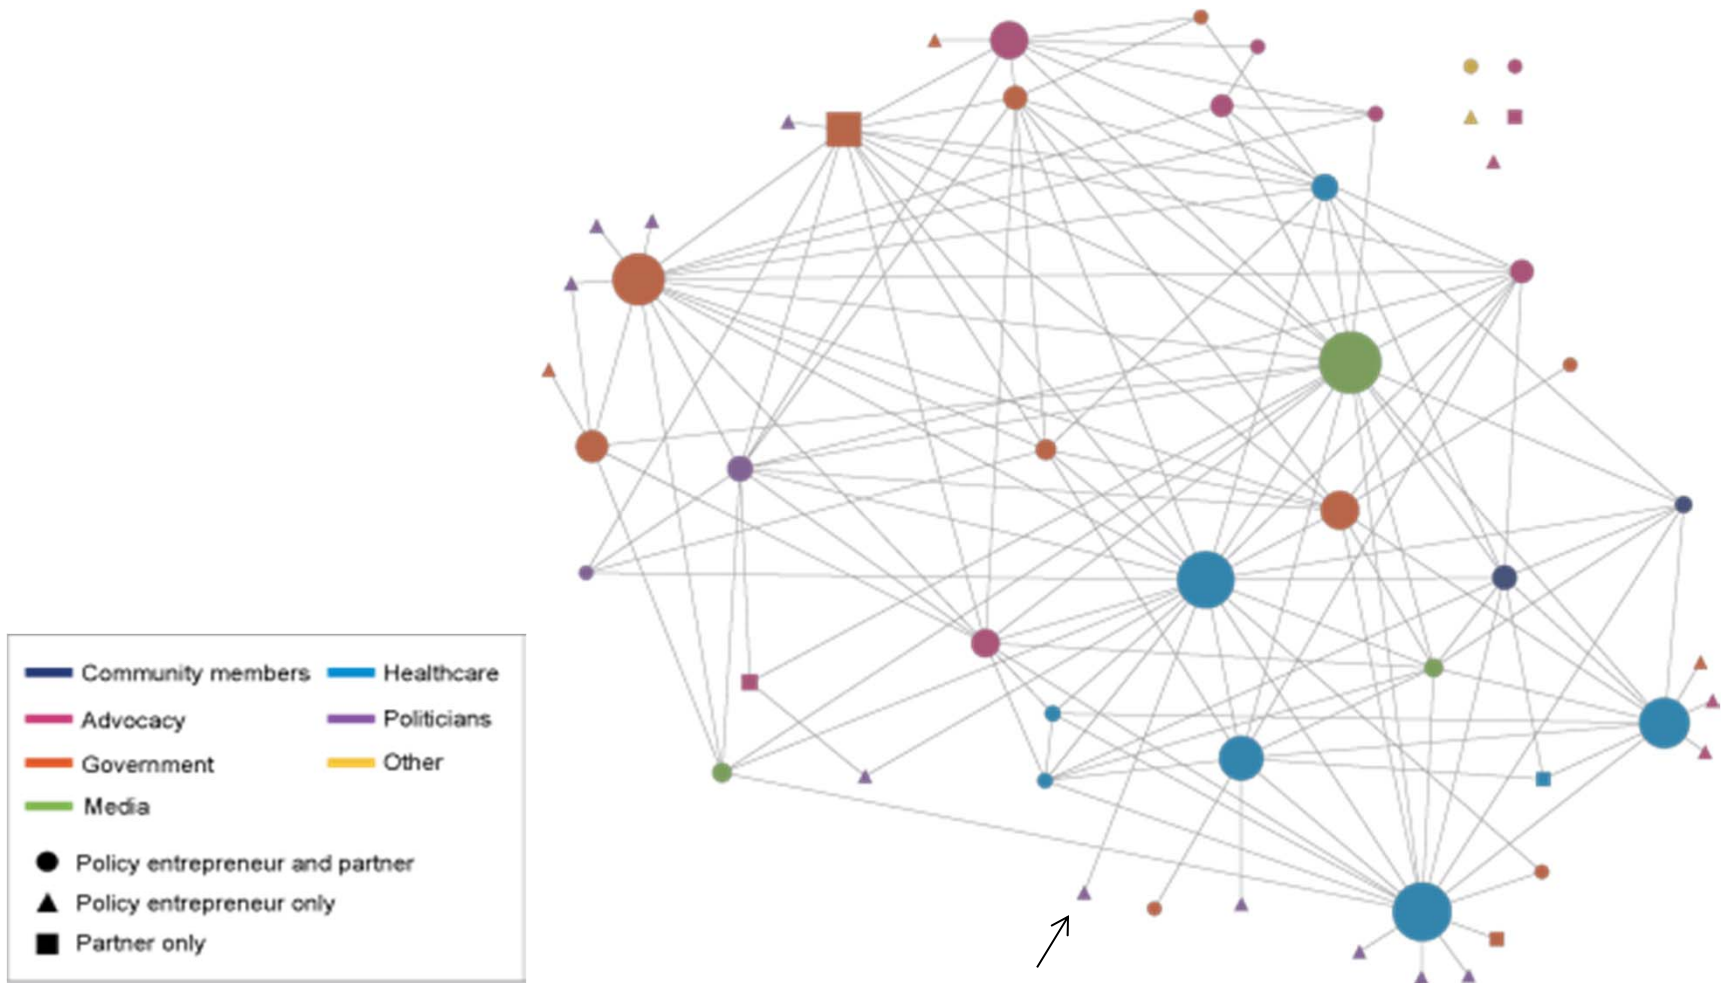 Community members
Healthcare
Advocacy
Politicians
Government
Other
Media
Policy entrepreneur and partner
Policy entrepreneur only
Partner only